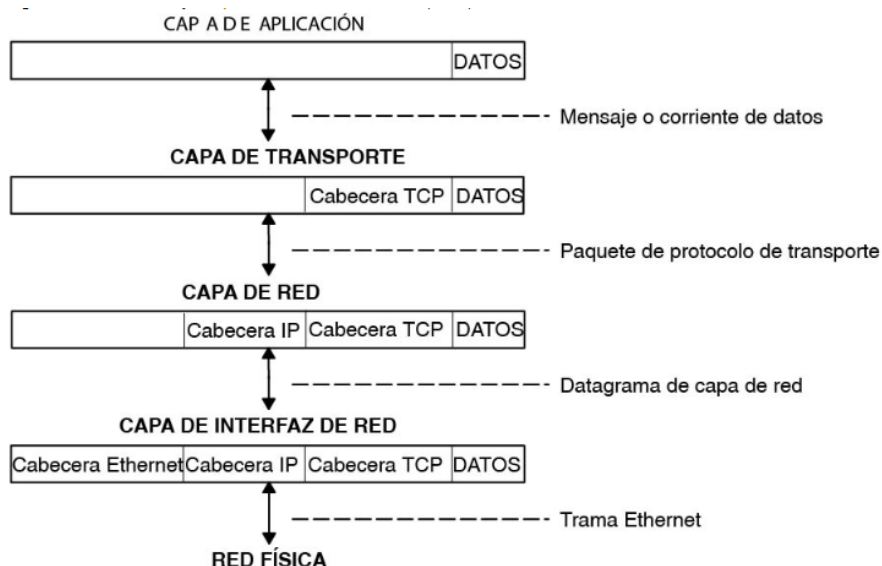 CAP A D E APLICACIÓN
DATOS
Mensaje o corriente de datos
CAPA DE TRANSPORTE
Cabecera TCP DATOS
Paquete de protocolo de transporte
CAPA DE RED
Cabecera IP Cabecera TCP DATOS
Datagrama de capa de red
CAPA DE INTERFAZ DE RED
Cabecera Ethernet Cabecera IP Cabecera TCP DATOS
Trama Ethernet
RED FÍSICA